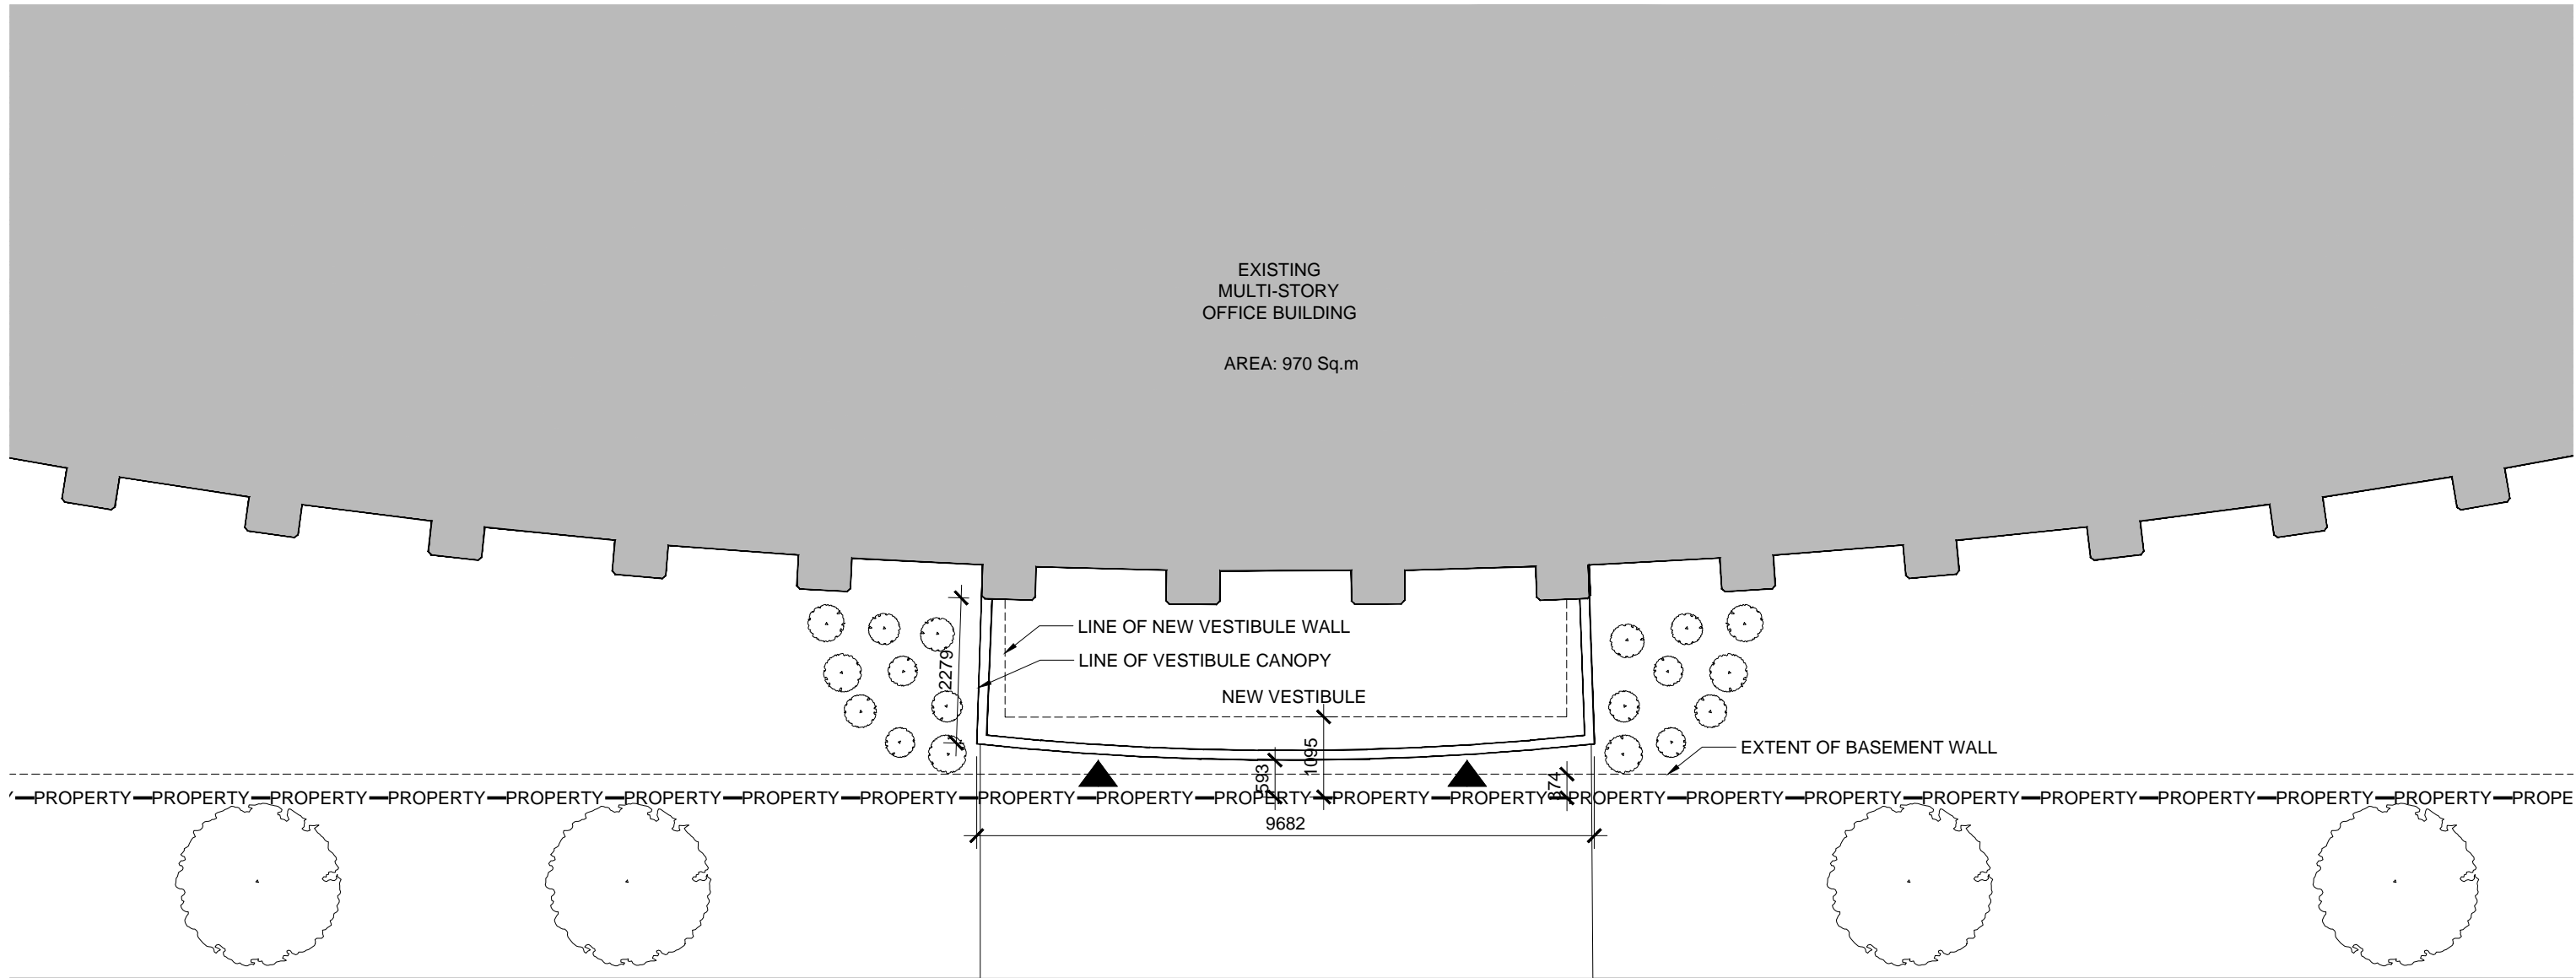 EXISTING
MULTI-STORY
OFFICE BUILDING
AREA: 970 Sq.m
LINE OF NEW VESTIBULE WALL
LINE OF VESTIBULE CANOPY
2279
NEW VESTIBULE
1095
593
374
EXTENT OF BASEMENT WALL
PROPERTY PROPERTY PROPERTY PROPERTY PROPERTY PROPERTY PROPERTY PROPERTY PROPERTY PROPERTY PROPERTY PROPERTY PROPERTY PROPERTY PROPERTY PROPERTY PROPERTY PROPERTY PROPERTY PROPERTY PROPERTY PROPE
9682